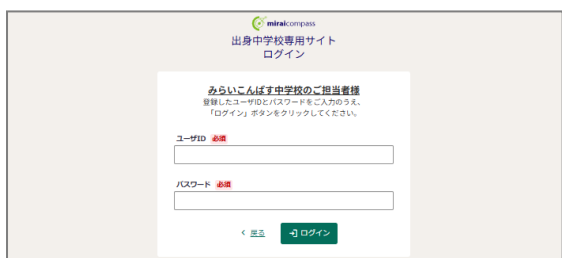 miraicompass
出身中学校専用サイト
ログイン
みらいこんぱす中学校のご担当者様
登録したユーザIDとパスワードをご入力のうえ、
「ログイン」ボタンをクリックしてください。
ユーザID 必須
パスワード 必須
戻る ログイン